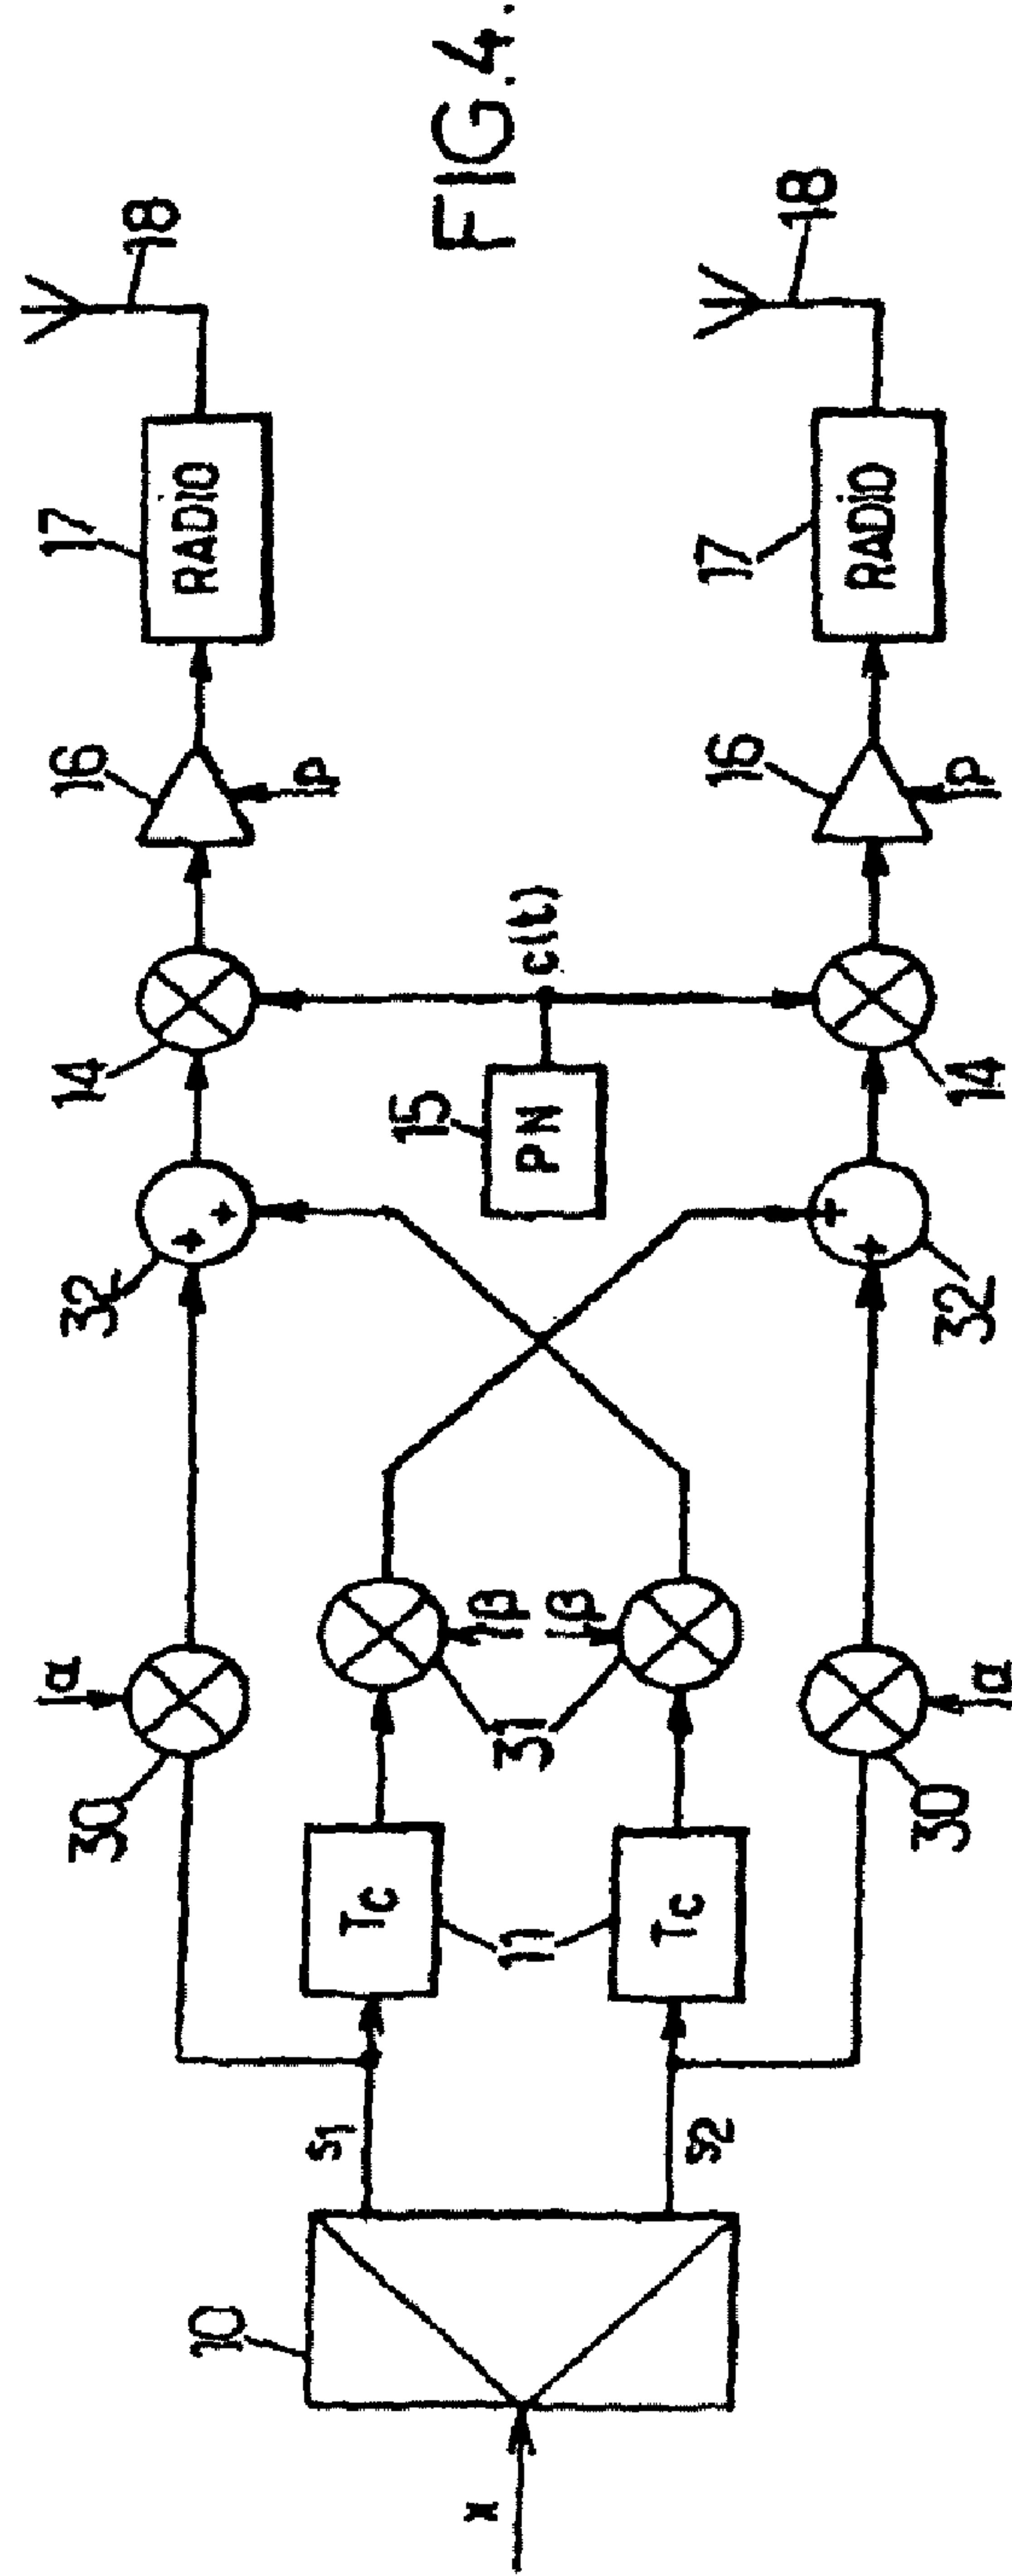 FIG.4.
18
18
17
RADiO
17
RADiO
16
P
16
P
c(t)
14
15
PN
14
32
+
+
+
+
32
α
30
β
β
31
α
30
Tc
11
Tc
s1
s2
10
x